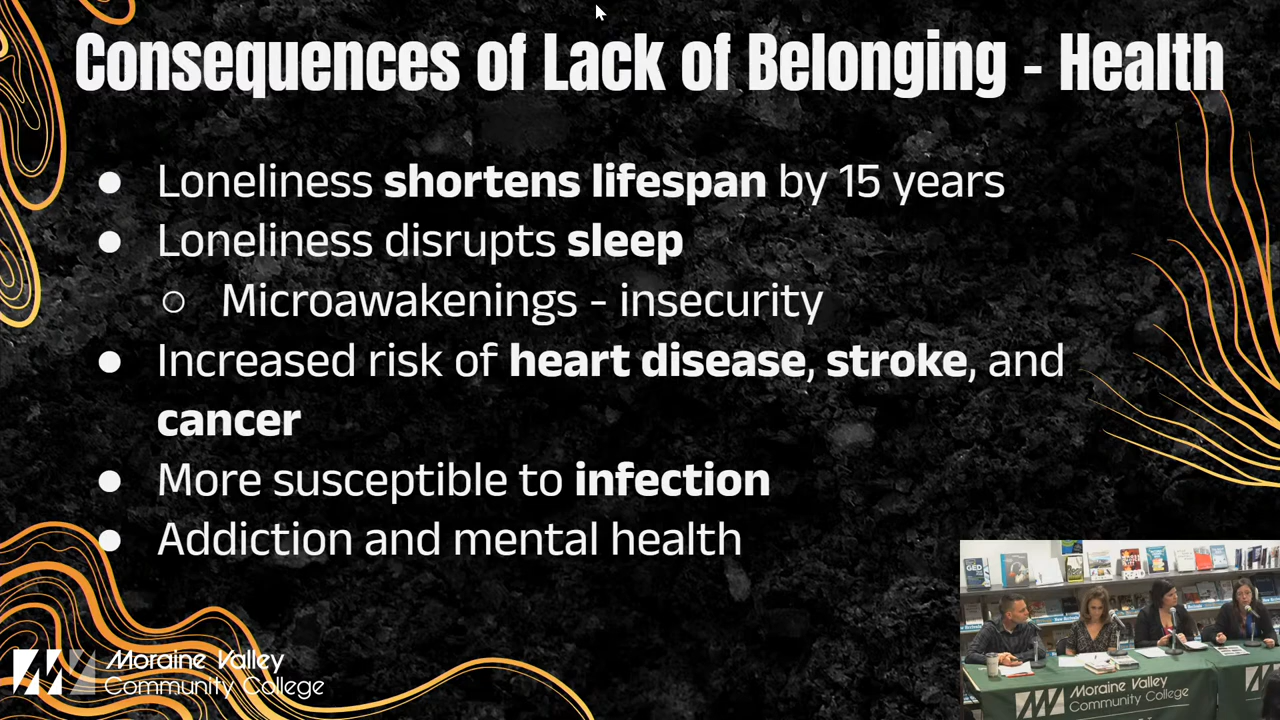 Consequences of Lack of Belonging - Health
● Loneliness shortens lifespan by 15 years
● Loneliness disrupts sleep
○ Microawakenings - insecurity
● Increased risk of heart disease, stroke, and
cancer
● More susceptible to infection
● Addiction and mental health
Moraine Valley
Community College
GED
READ
Moraine Valley
Community College